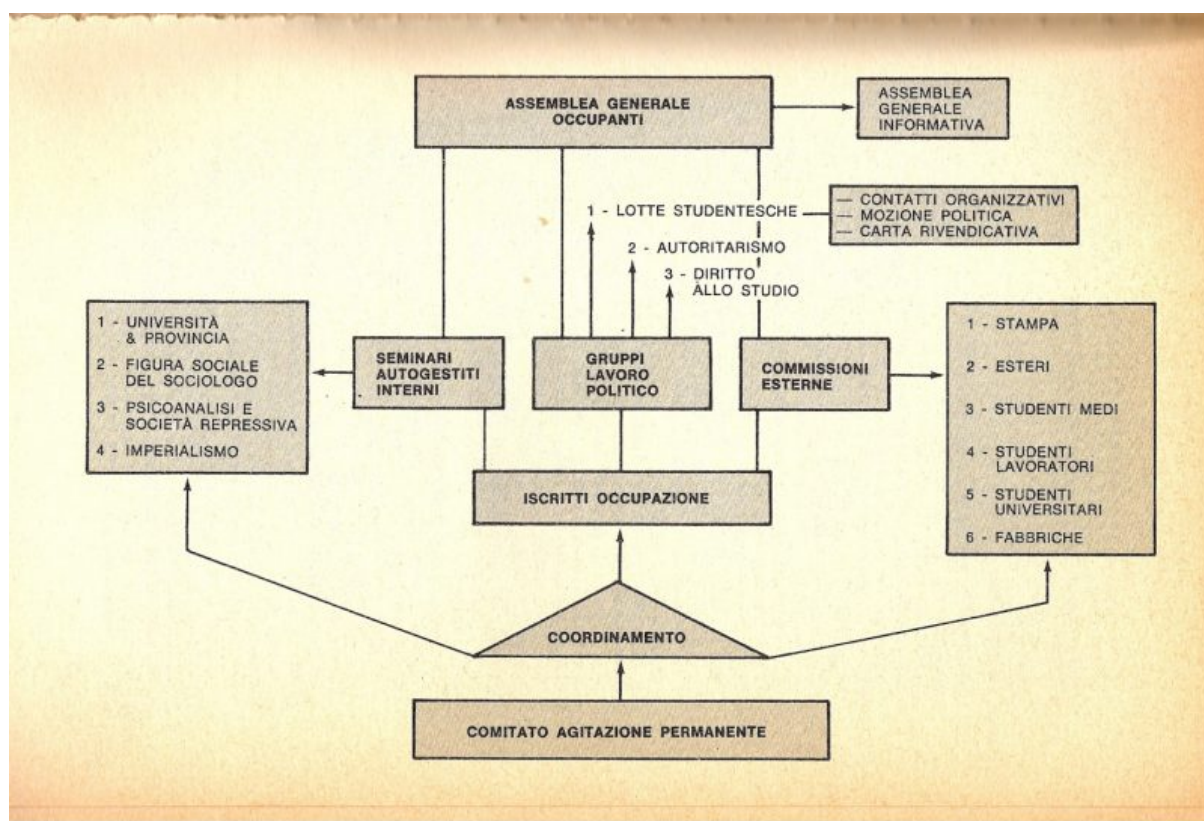 ASSEMBLEA GENERALE
OCCUPANTI
ASSEMBLEA
GENERALE
INFORMATIVA
1 - LOTTE STUDENTESCHE
— CONTATTI ORGANIZZATIVI
— MOZIONE POLITICA
— CARTA RIVENDICATIVA
2 - AUTORITARISMO
3 - DIRITTO
ALLO STUDIO
1 - UNIVERSITÀ
& PROVINCIA
2 - FIGURA SOCIALE
DEL SOCIOLOGO
3 - PSICOANALISI E
SOCIETÀ REPRESSIVA
4 - IMPERIALISMO
SEMINARI
AUTOGESTITI
INTERNI
GRUPPI
LAVORO
POLITICO
COMMISSIONI
ESTERNE
1 - STAMPA
2 - ESTERI
3 - STUDENTI MEDI
4 - STUDENTI
LAVORATORI
5 - STUDENTI
UNIVERSITARI
6 - FABBRICHE
ISCRITTI OCCUPAZIONE
COORDINAMENTO
COMITATO AGITAZIONE PERMANENTE